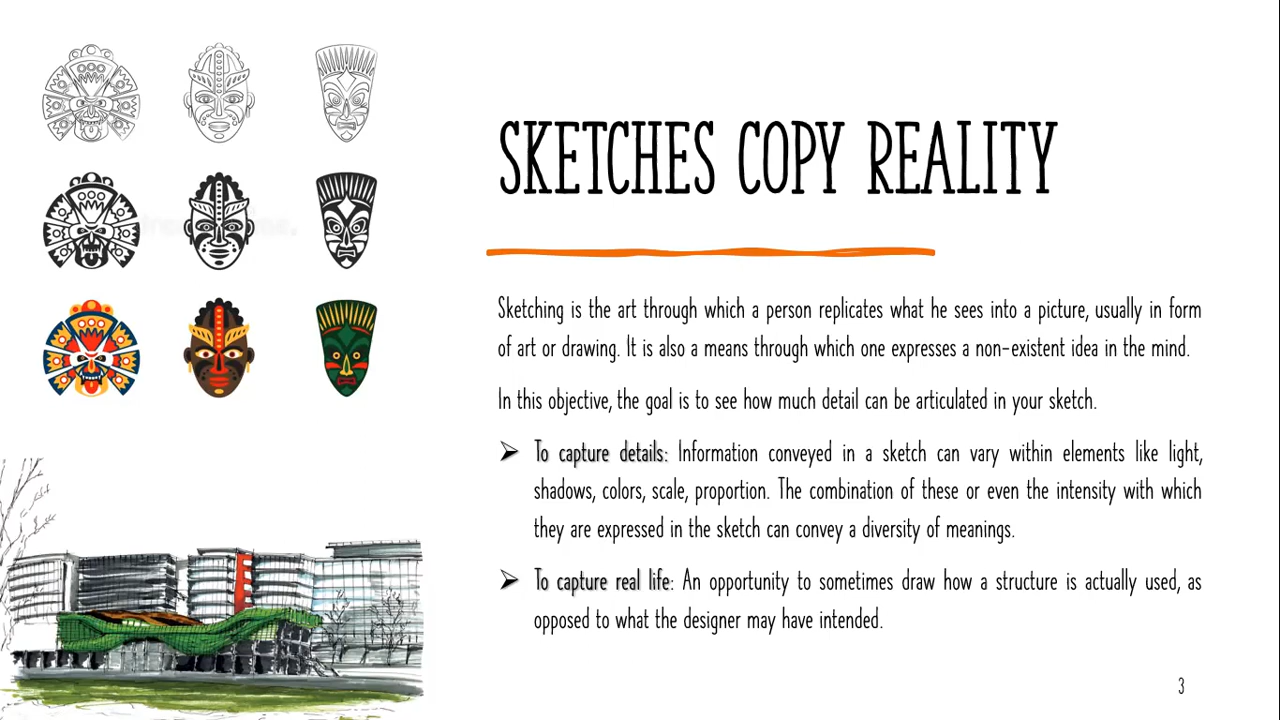 SKETCHES COPY REALITY
Sketching is the art through which a person replicates what he sees into a picture, usually in form
of art or drawing. It is also a means through which one expresses a non-existent idea in the mind.
In this objective, the goal is to see how much detail can be articulated in your sketch.
➢ To capture details: Information conveyed in a sketch can vary within elements like light,
shadows, colors, scale, proportion. The combination of these or even the intensity with which
they are expressed in the sketch can convey a diversity of meanings.
➢ To capture real life: An opportunity to sometimes draw how a structure is actually used, as
opposed to what the designer may have intended.
3